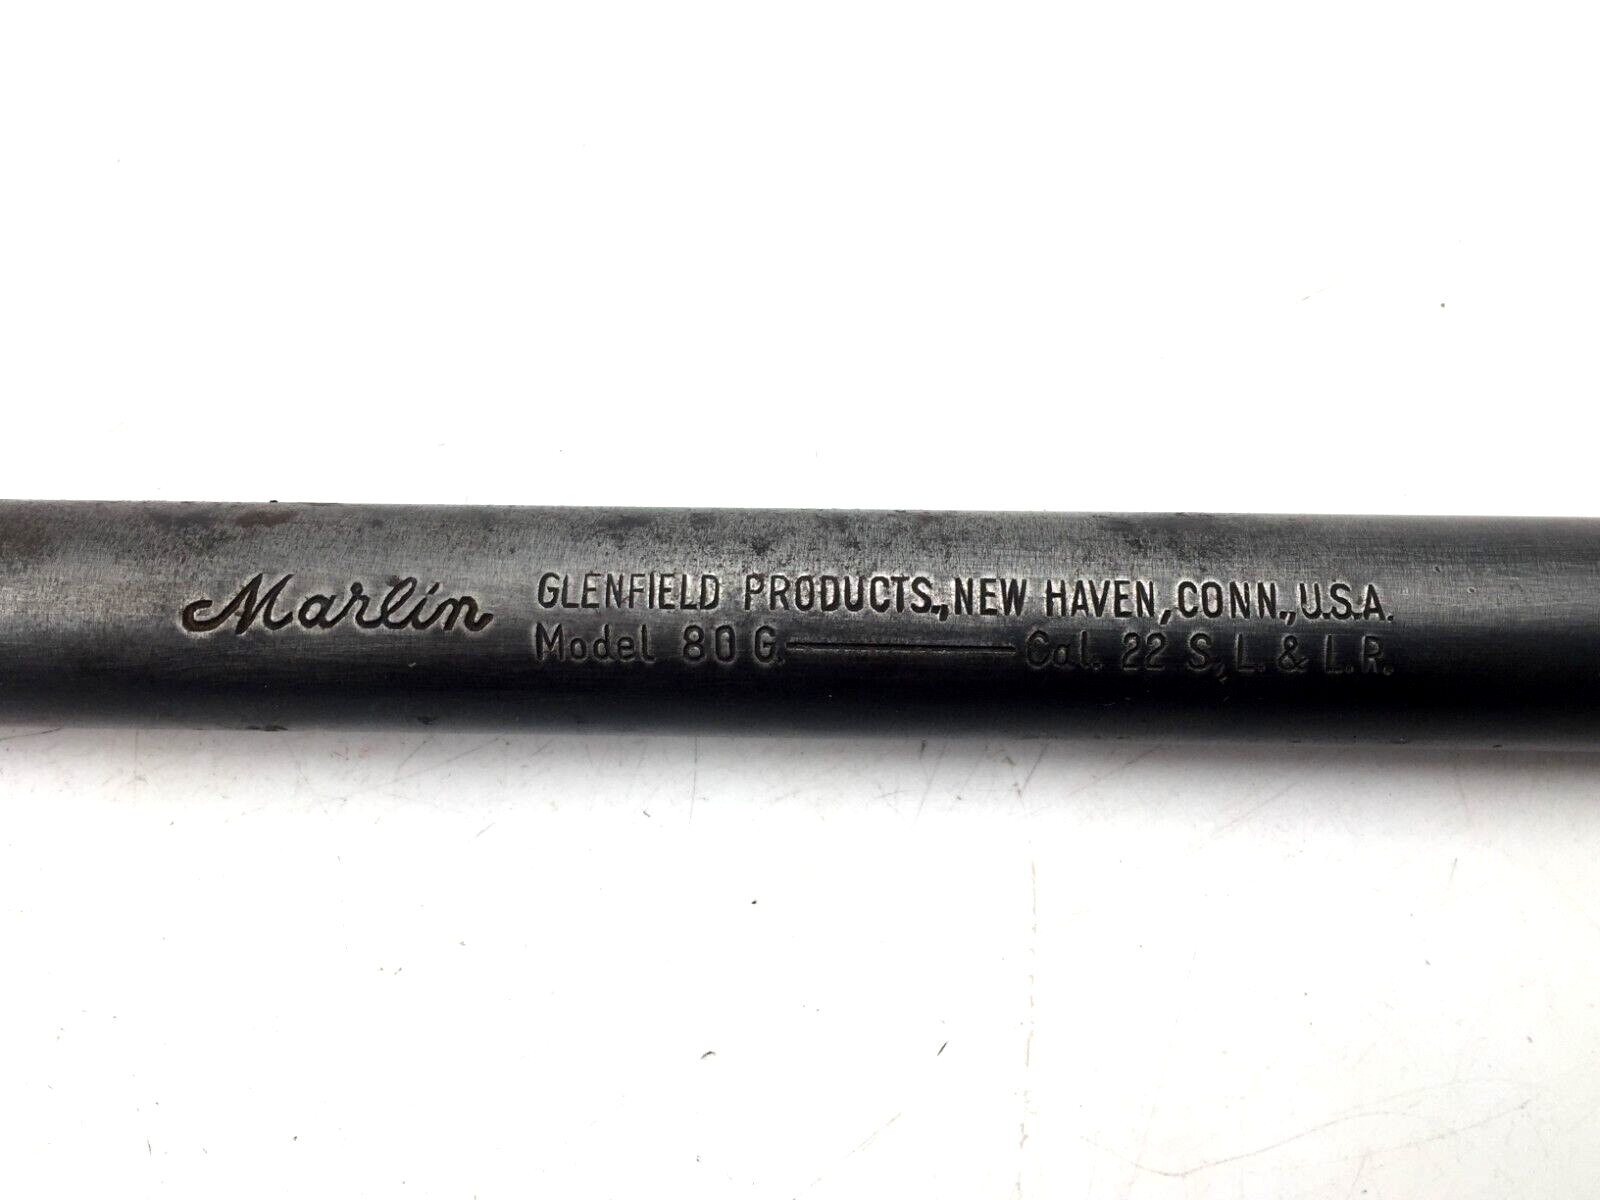 Marlin GLENFIELD PRODUCTS., NEW HAVEN, CONN., U.S.A.
Model 80 G. Cal. 22 S, L. & L.R.